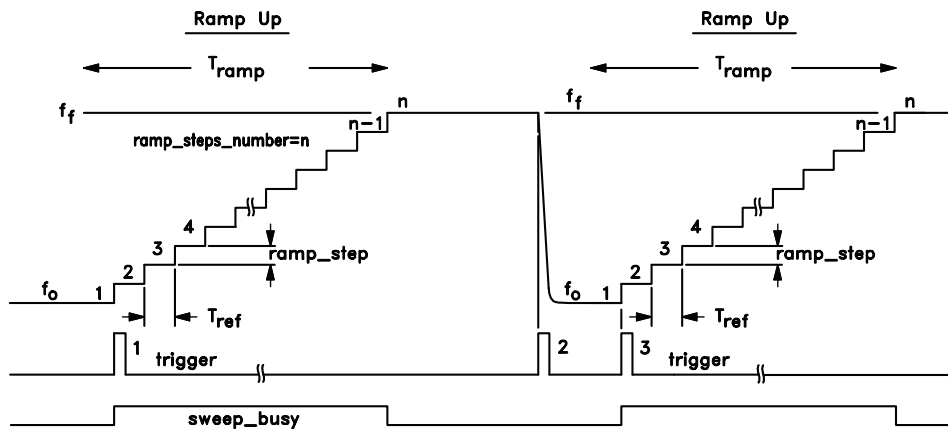 Ramp Up
Ramp Up
Tramp
Tramp
ff
n
ff
n
n-1
n-1
ramp_steps_number=n
4
4
3
3
ramp_step
ramp_step
2
2
fo
1
fo
1
Tref
Tref
1
trigger
2
3
trigger
sweep_busy